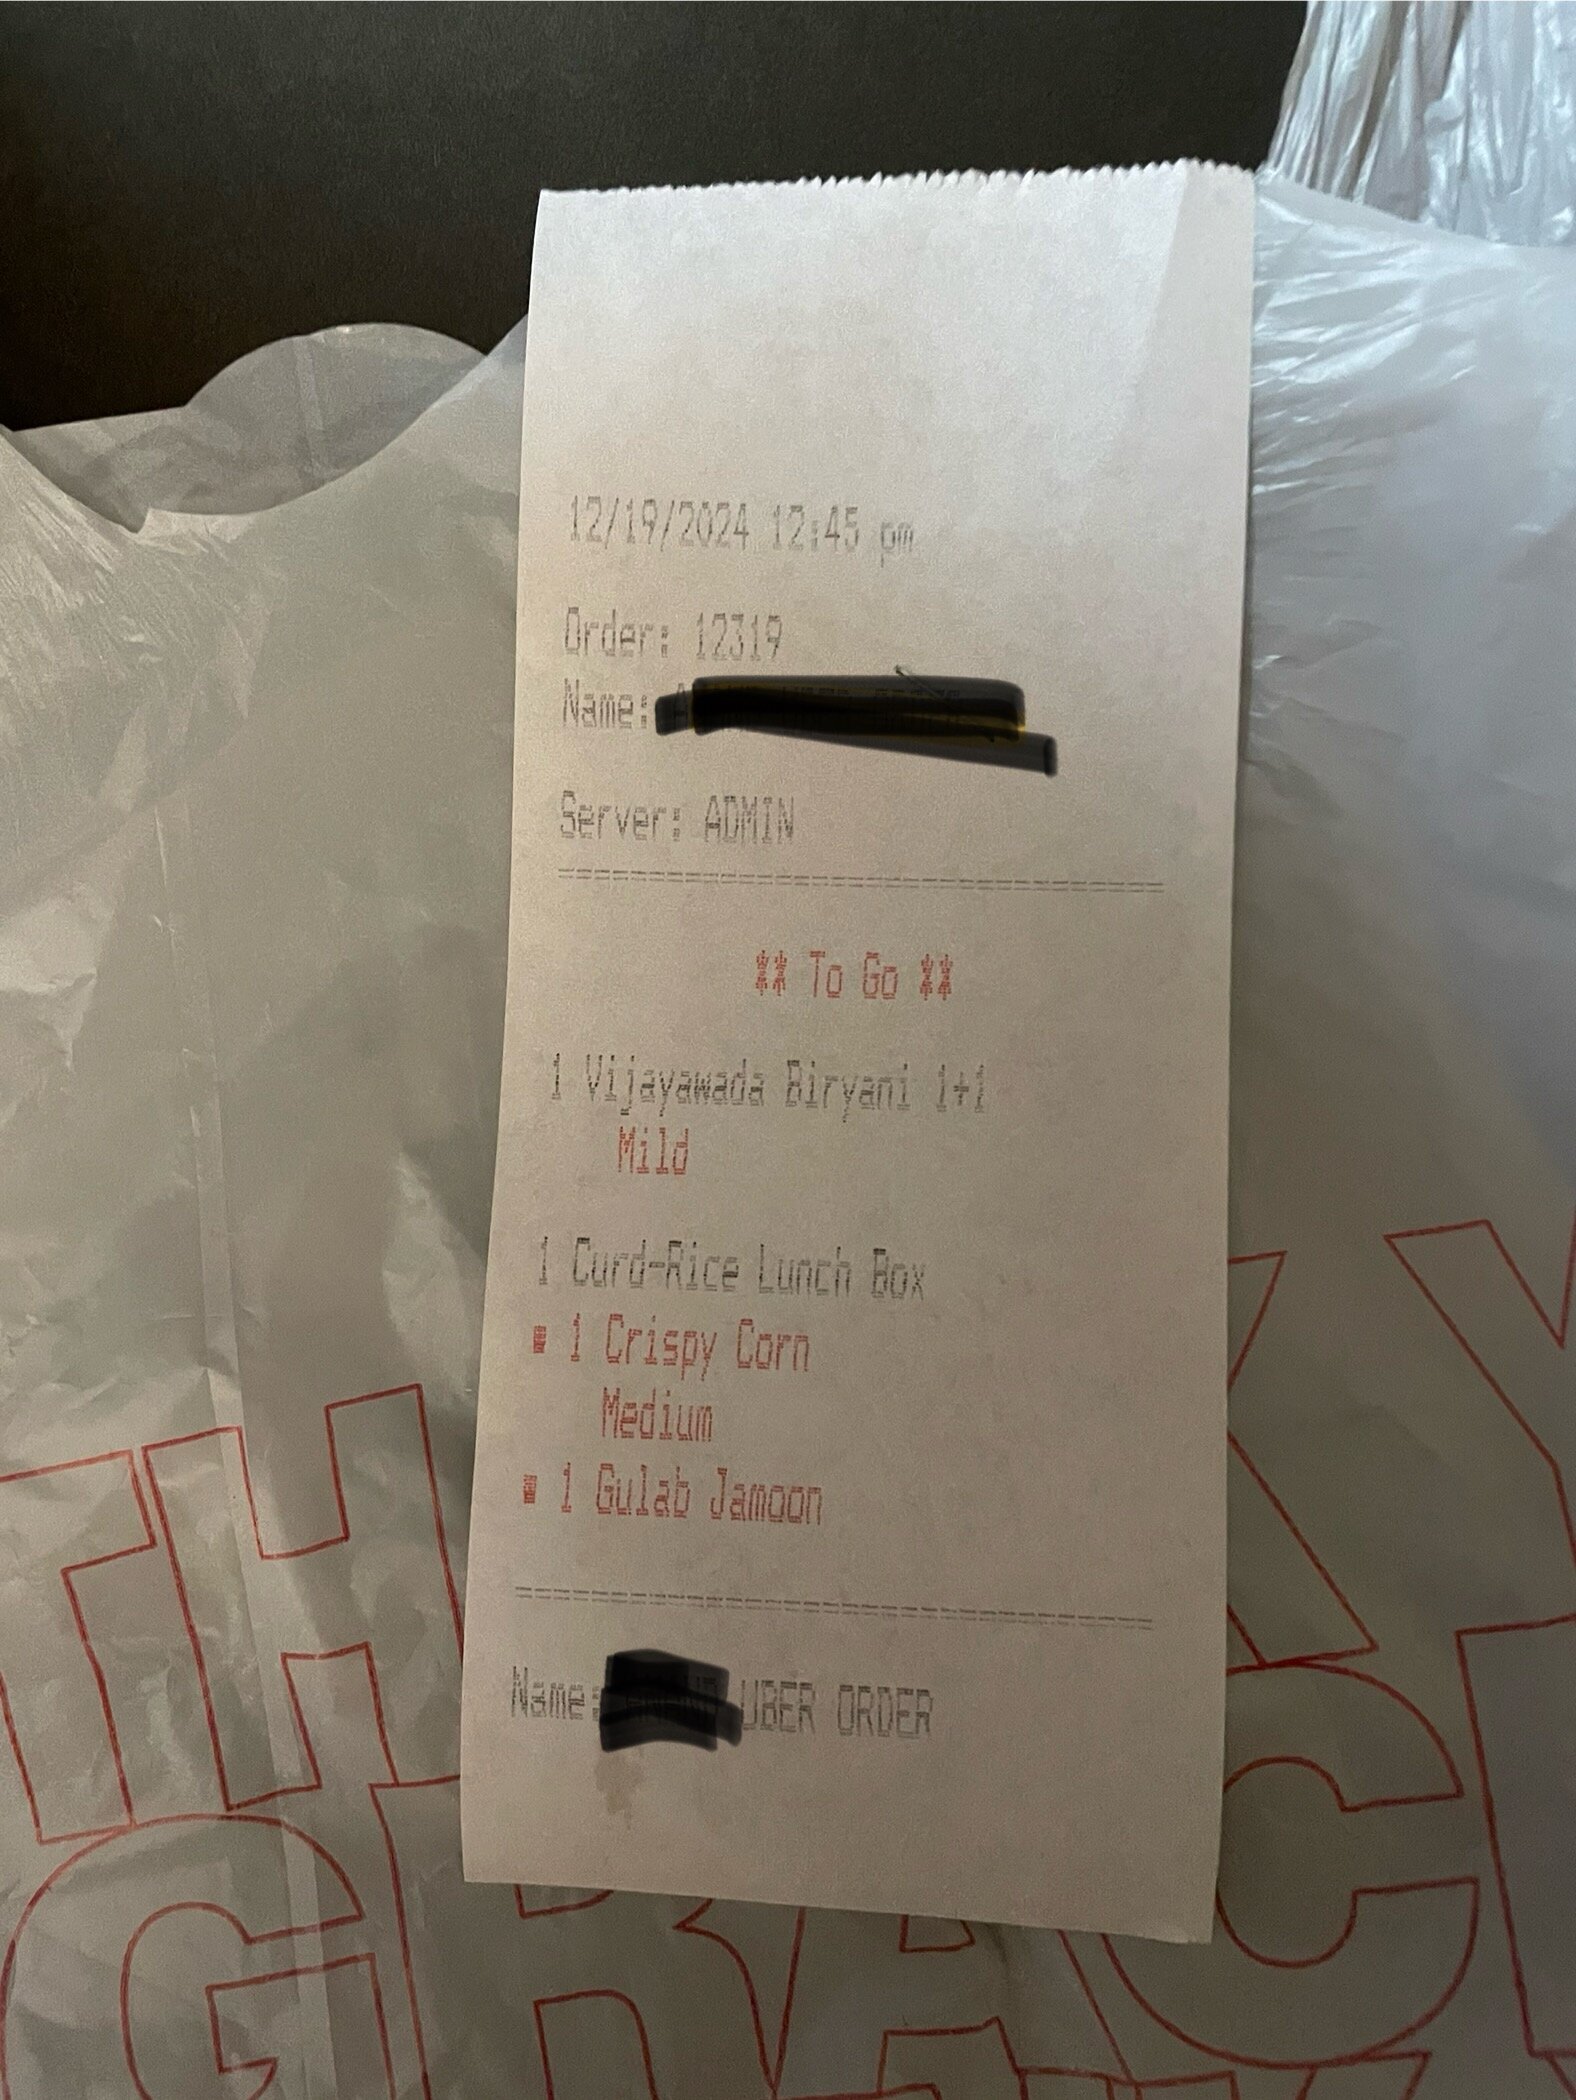 12/19/2024 12:45 pm
Order: 12319
Name:
Server: ADMIN
** To Go **
1 Vijayawada Biryani 1+1
Mild
1 Curd-Rice Lunch Box
1 Crispy Corn
Medium
1 Gulab Jamoon
Name: UBER ORDER
TH